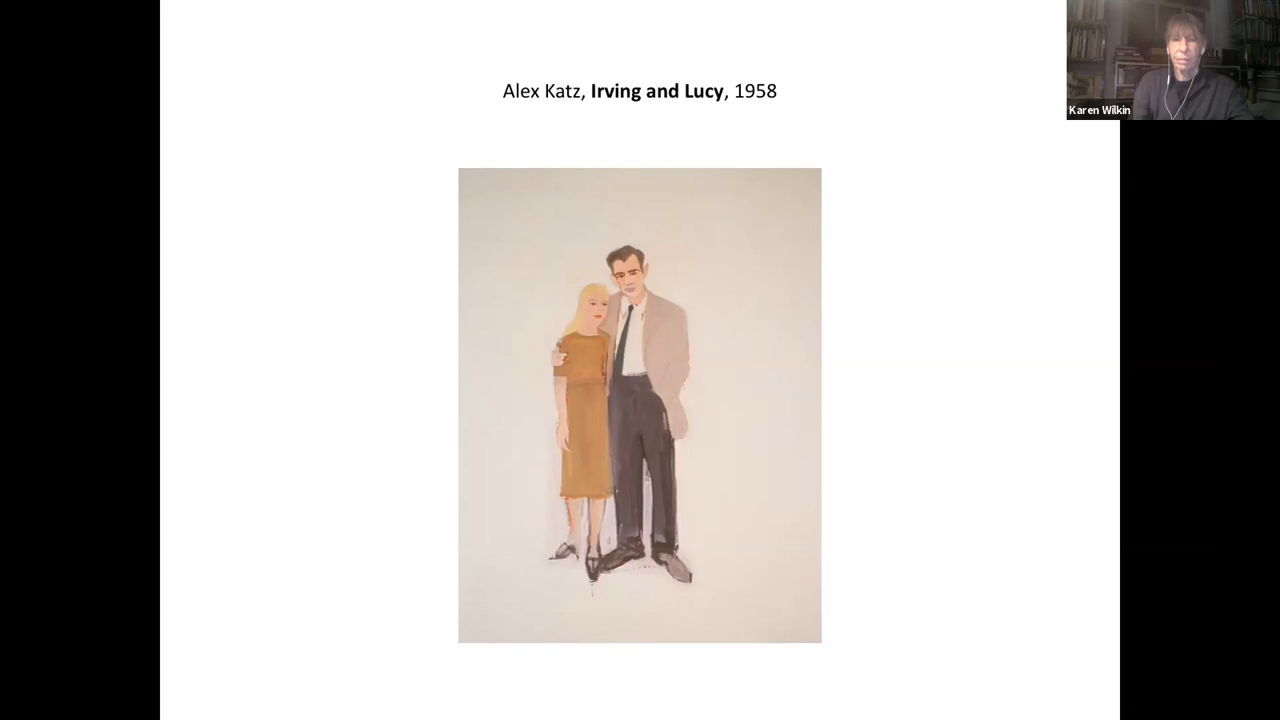 Alex Katz, Irving and Lucy, 1958
Karen Wilkin